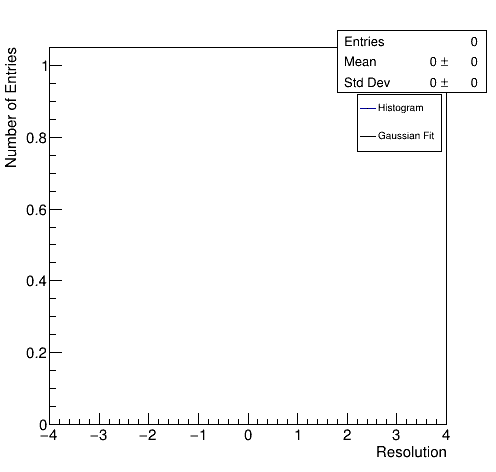 Entries 0
Mean 0 ± 0
Std Dev 0 ± 0
Histogram
Gaussian Fit
Number of Entries
1
0.8
0.6
0.4
0.2
0
−4 −3 −2 −1 0 1 2 3 4
Resolution